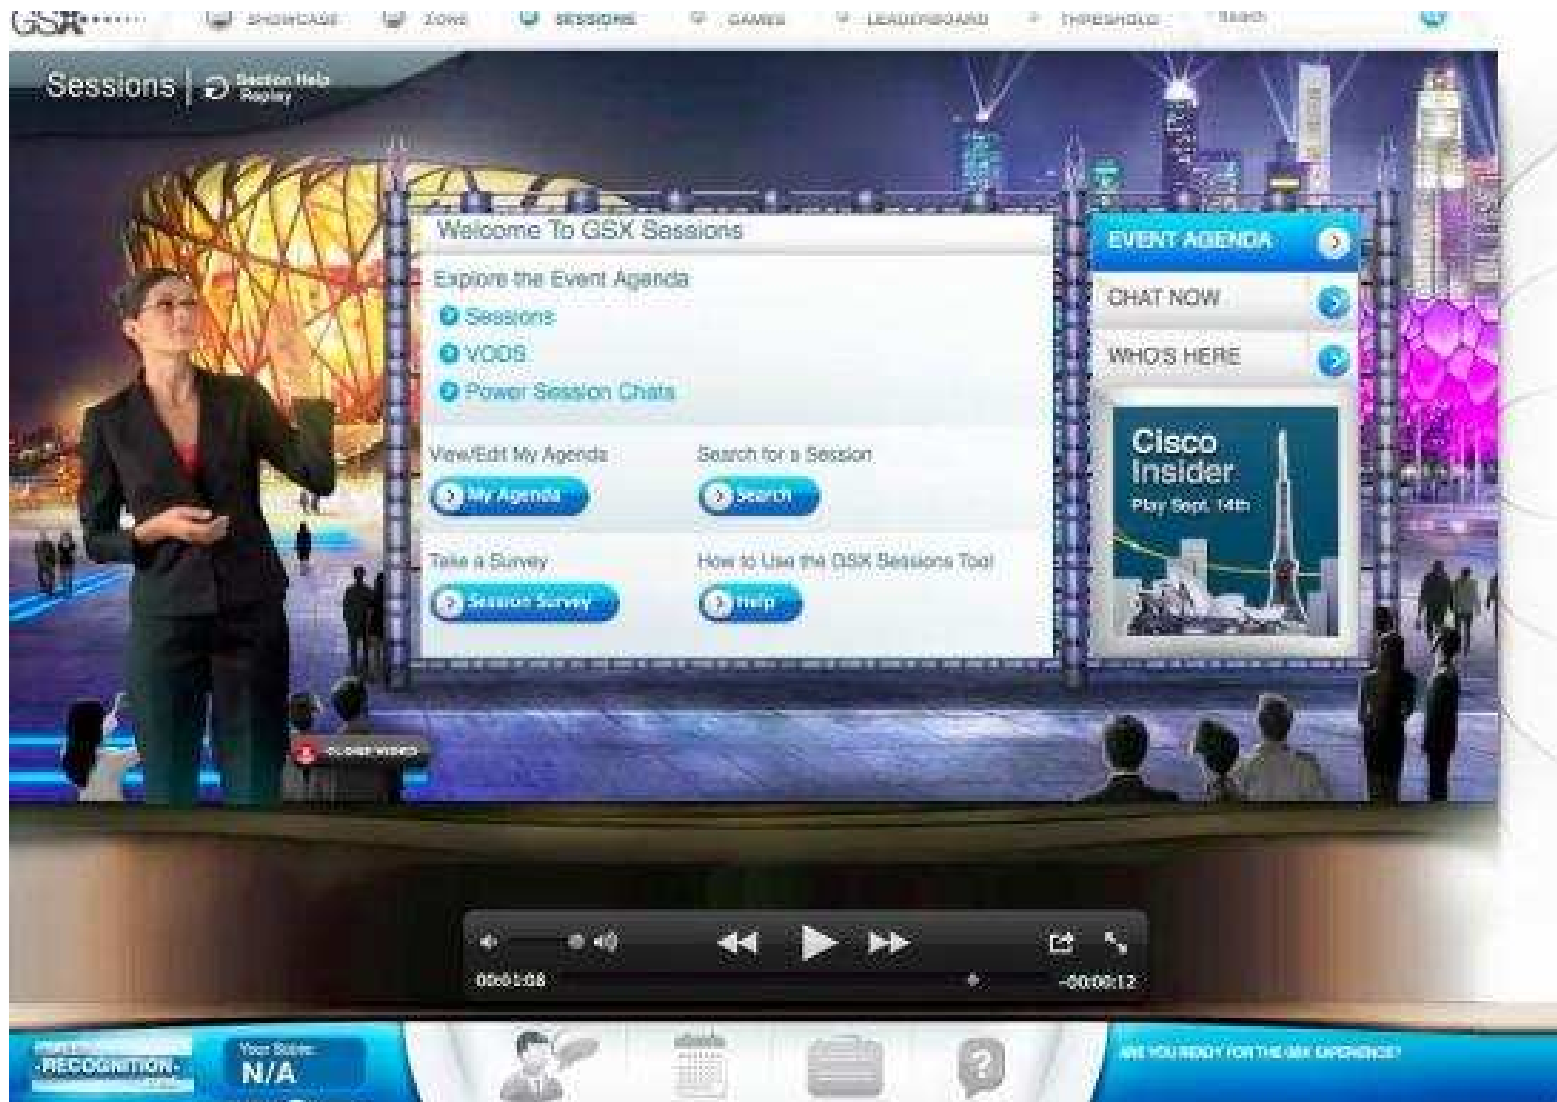 GSX
SHOWCASE ZONE SESSIONS GAMES LEADERBOARD THRESHOLD Search
Sessions | Section Help
Replay
Welcome To GSX Sessions
Explore the Event Agenda
Sessions
VODS
Power Session Chats
View/Edit My Agenda
My Agenda
Search for a Session
Search
Take a Survey
Session Survey
How to Use the GSX Sessions Tool
Help
EVENT AGENDA
CHAT NOW
WHO'S HERE
Cisco
Insider
Play Sept. 14th
CLOSE VIDEO
00:01:08
-00:00:12
-RECOGNITION-
Your Score:
N/A
ARE YOU READY FOR THE GSX EXPERIENCE?